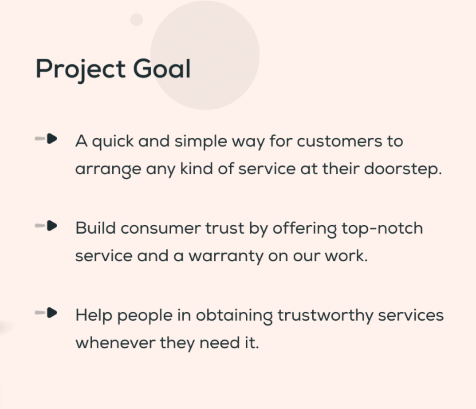 Project Goal
A quick and simple way for customers to
arrange any kind of service at their doorstep.
Build consumer trust by offering top-notch
service and a warranty on our work.
Help people in obtaining trustworthy services
whenever they need it.